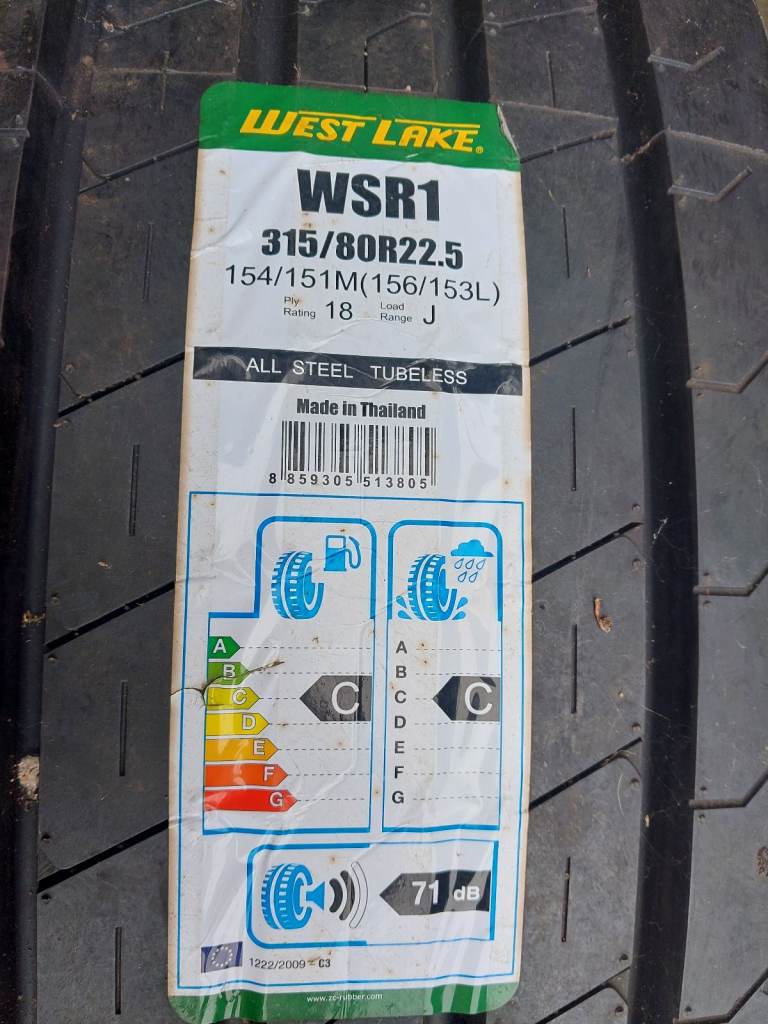 WEST LAKE®
WSR1
315/80R22.5
154/151M(156/153L)
Ply Rating 18 Load Range J
ALL STEEL TUBELESS
Made in Thailand
8 859305 513805
A
B
C
D
E
F
G
C
A
B
C
D
E
F
G
C
71 dB
1222/2009 - C3
www.zc-rubber.com